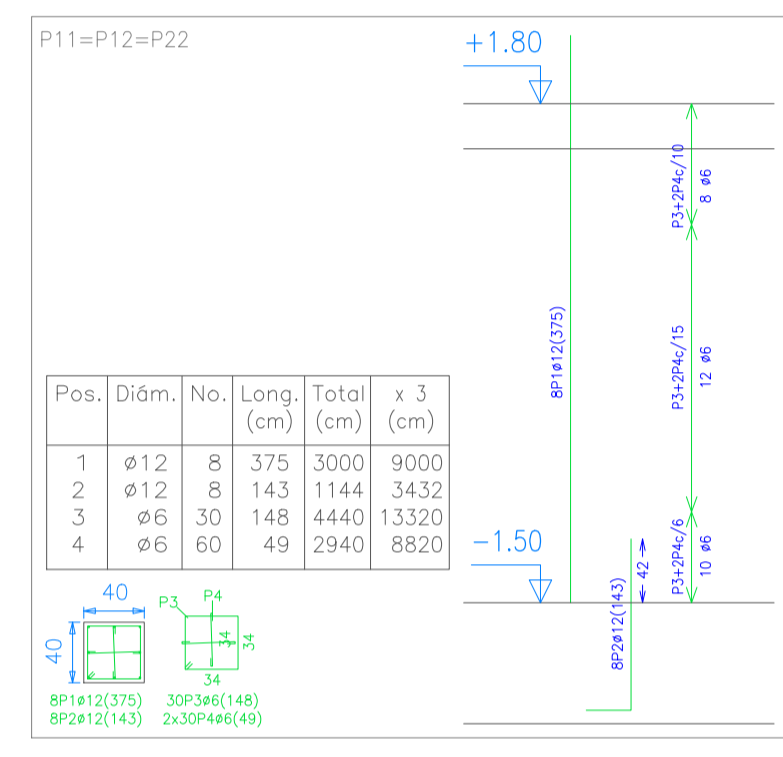 P11=P12=P22
+1.80
P3+2P4c/10
8 ø6
8P1ø12(375)
P3+2P4c/15
12 ø6
Pos. Diám. No. Long. (cm) Total (cm) x 3 (cm)
1 ø12 8 375 3000 9000
2 ø12 8 143 1144 3432
3 ø6 30 148 4440 13320
4 ø6 60 49 2940 8820
-1.50
P3+2P4c/6
10 ø6
42
8P2ø12(143)
40
40
P3
P4
34
34
34
8P1ø12(375)
8P2ø12(143)
30P3ø6(148)
2x30P4ø6(49)